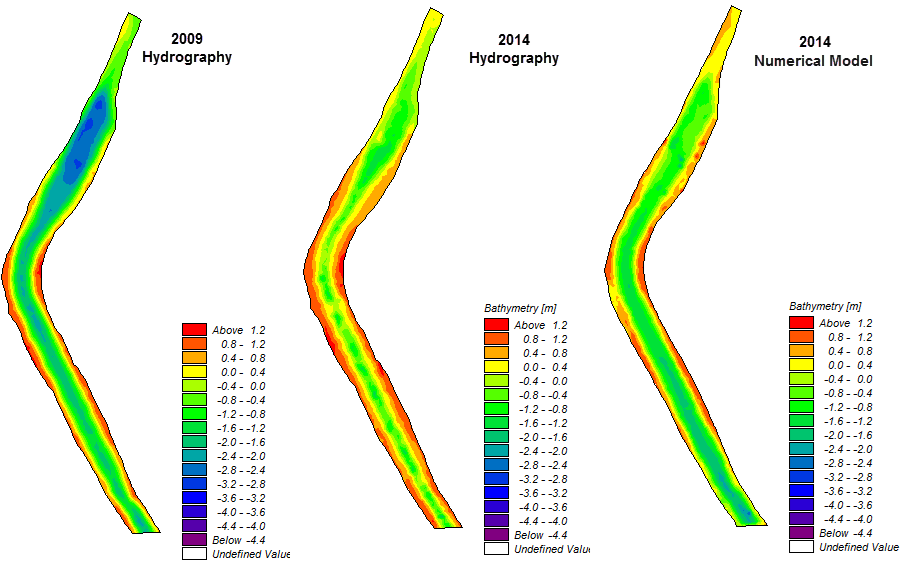 2009
Hydrography
Above 1.2
0.8 - 1.2
0.4 - 0.8
0.0 - 0.4
-0.4 - 0.0
-0.8 - -0.4
-1.2 - -0.8
-1.6 - -1.2
-2.0 - -1.6
-2.4 - -2.0
-2.8 - -2.4
-3.2 - -2.8
-3.6 - -3.2
-4.0 - -3.6
-4.4 - -4.0
Below -4.4
Undefined Value
2014
Hydrography
Bathymetry [m]
Above 1.2
0.8 - 1.2
0.4 - 0.8
0.0 - 0.4
-0.4 - 0.0
-0.8 - -0.4
-1.2 - -0.8
-1.6 - -1.2
-2.0 - -1.6
-2.4 - -2.0
-2.8 - -2.4
-3.2 - -2.8
-3.6 - -3.2
-4.0 - -3.6
-4.4 - -4.0
Below -4.4
Undefined Value
2014
Numerical Model
Bathymetry [m]
Above 1.2
0.8 - 1.2
0.4 - 0.8
0.0 - 0.4
-0.4 - 0.0
-0.8 - -0.4
-1.2 - -0.8
-1.6 - -1.2
-2.0 - -1.6
-2.4 - -2.0
-2.8 - -2.4
-3.2 - -2.8
-3.6 - -3.2
-4.0 - -3.6
-4.4 - -4.0
Below -4.4
Undefined Value